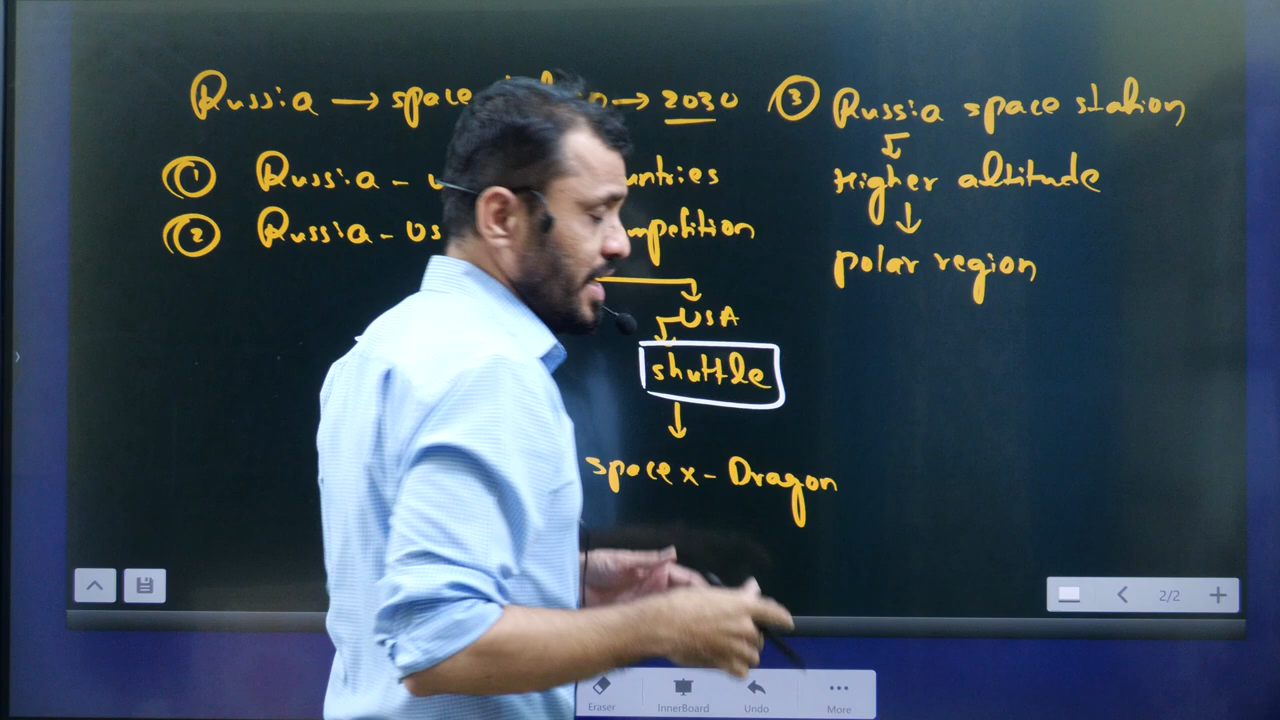 Russia → space → 2030
① Russia - untries
② Russia - us mpetition
USA
shuttle
spacex - Dragon
③ Russia space station
Higher altitude
polar region
2/2
Eraser InnerBoard Undo More